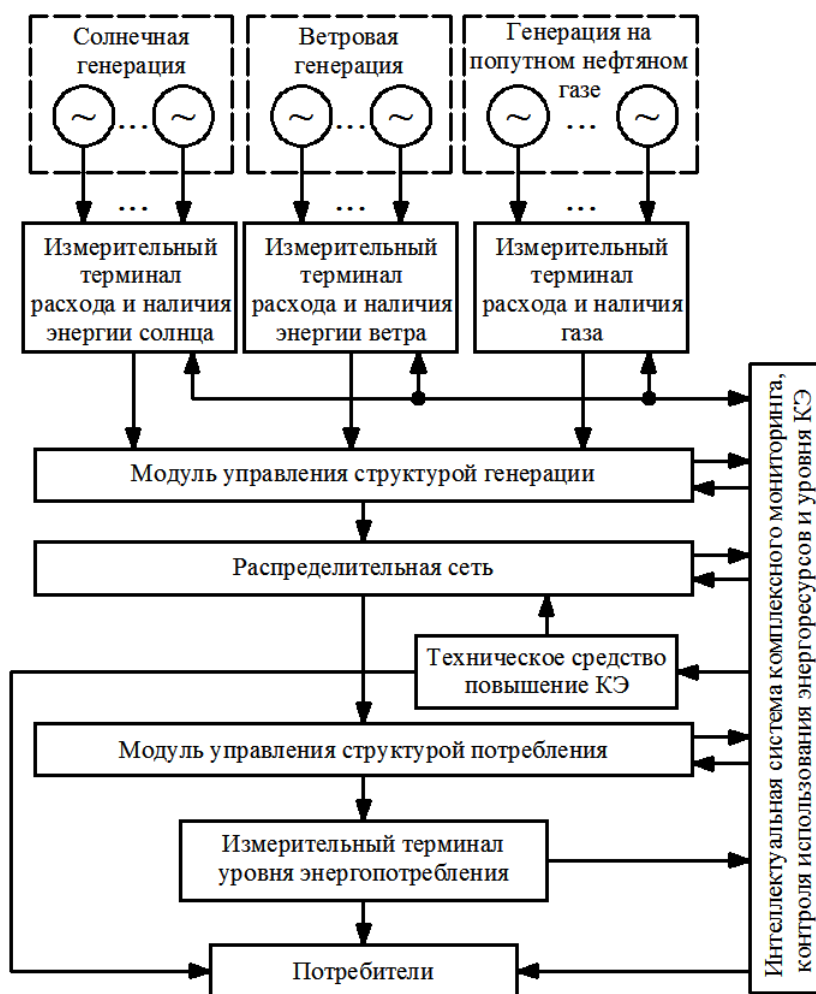 Солнечная
генерация
Ветровая
генерация
Генерация на
попутном нефтяном
газе
~ ... ~
~ ... ~
~ ... ~
...
...
...
Измерительный
терминал
расхода и наличия
энергии солнца
Измерительный
терминал
расхода и наличия
энергии ветра
Измерительный
терминал
расхода и наличия
газа
Модуль управления структурой генерации
Распределительная сеть
Техническое средство
повышение КЭ
Модуль управления структурой потребления
Измерительный терминал
уровня энергопотребления
Потребители
Интеллектуальная система комплексного мониторинга,
контроля использования энергоресурсов и уровня КЭ